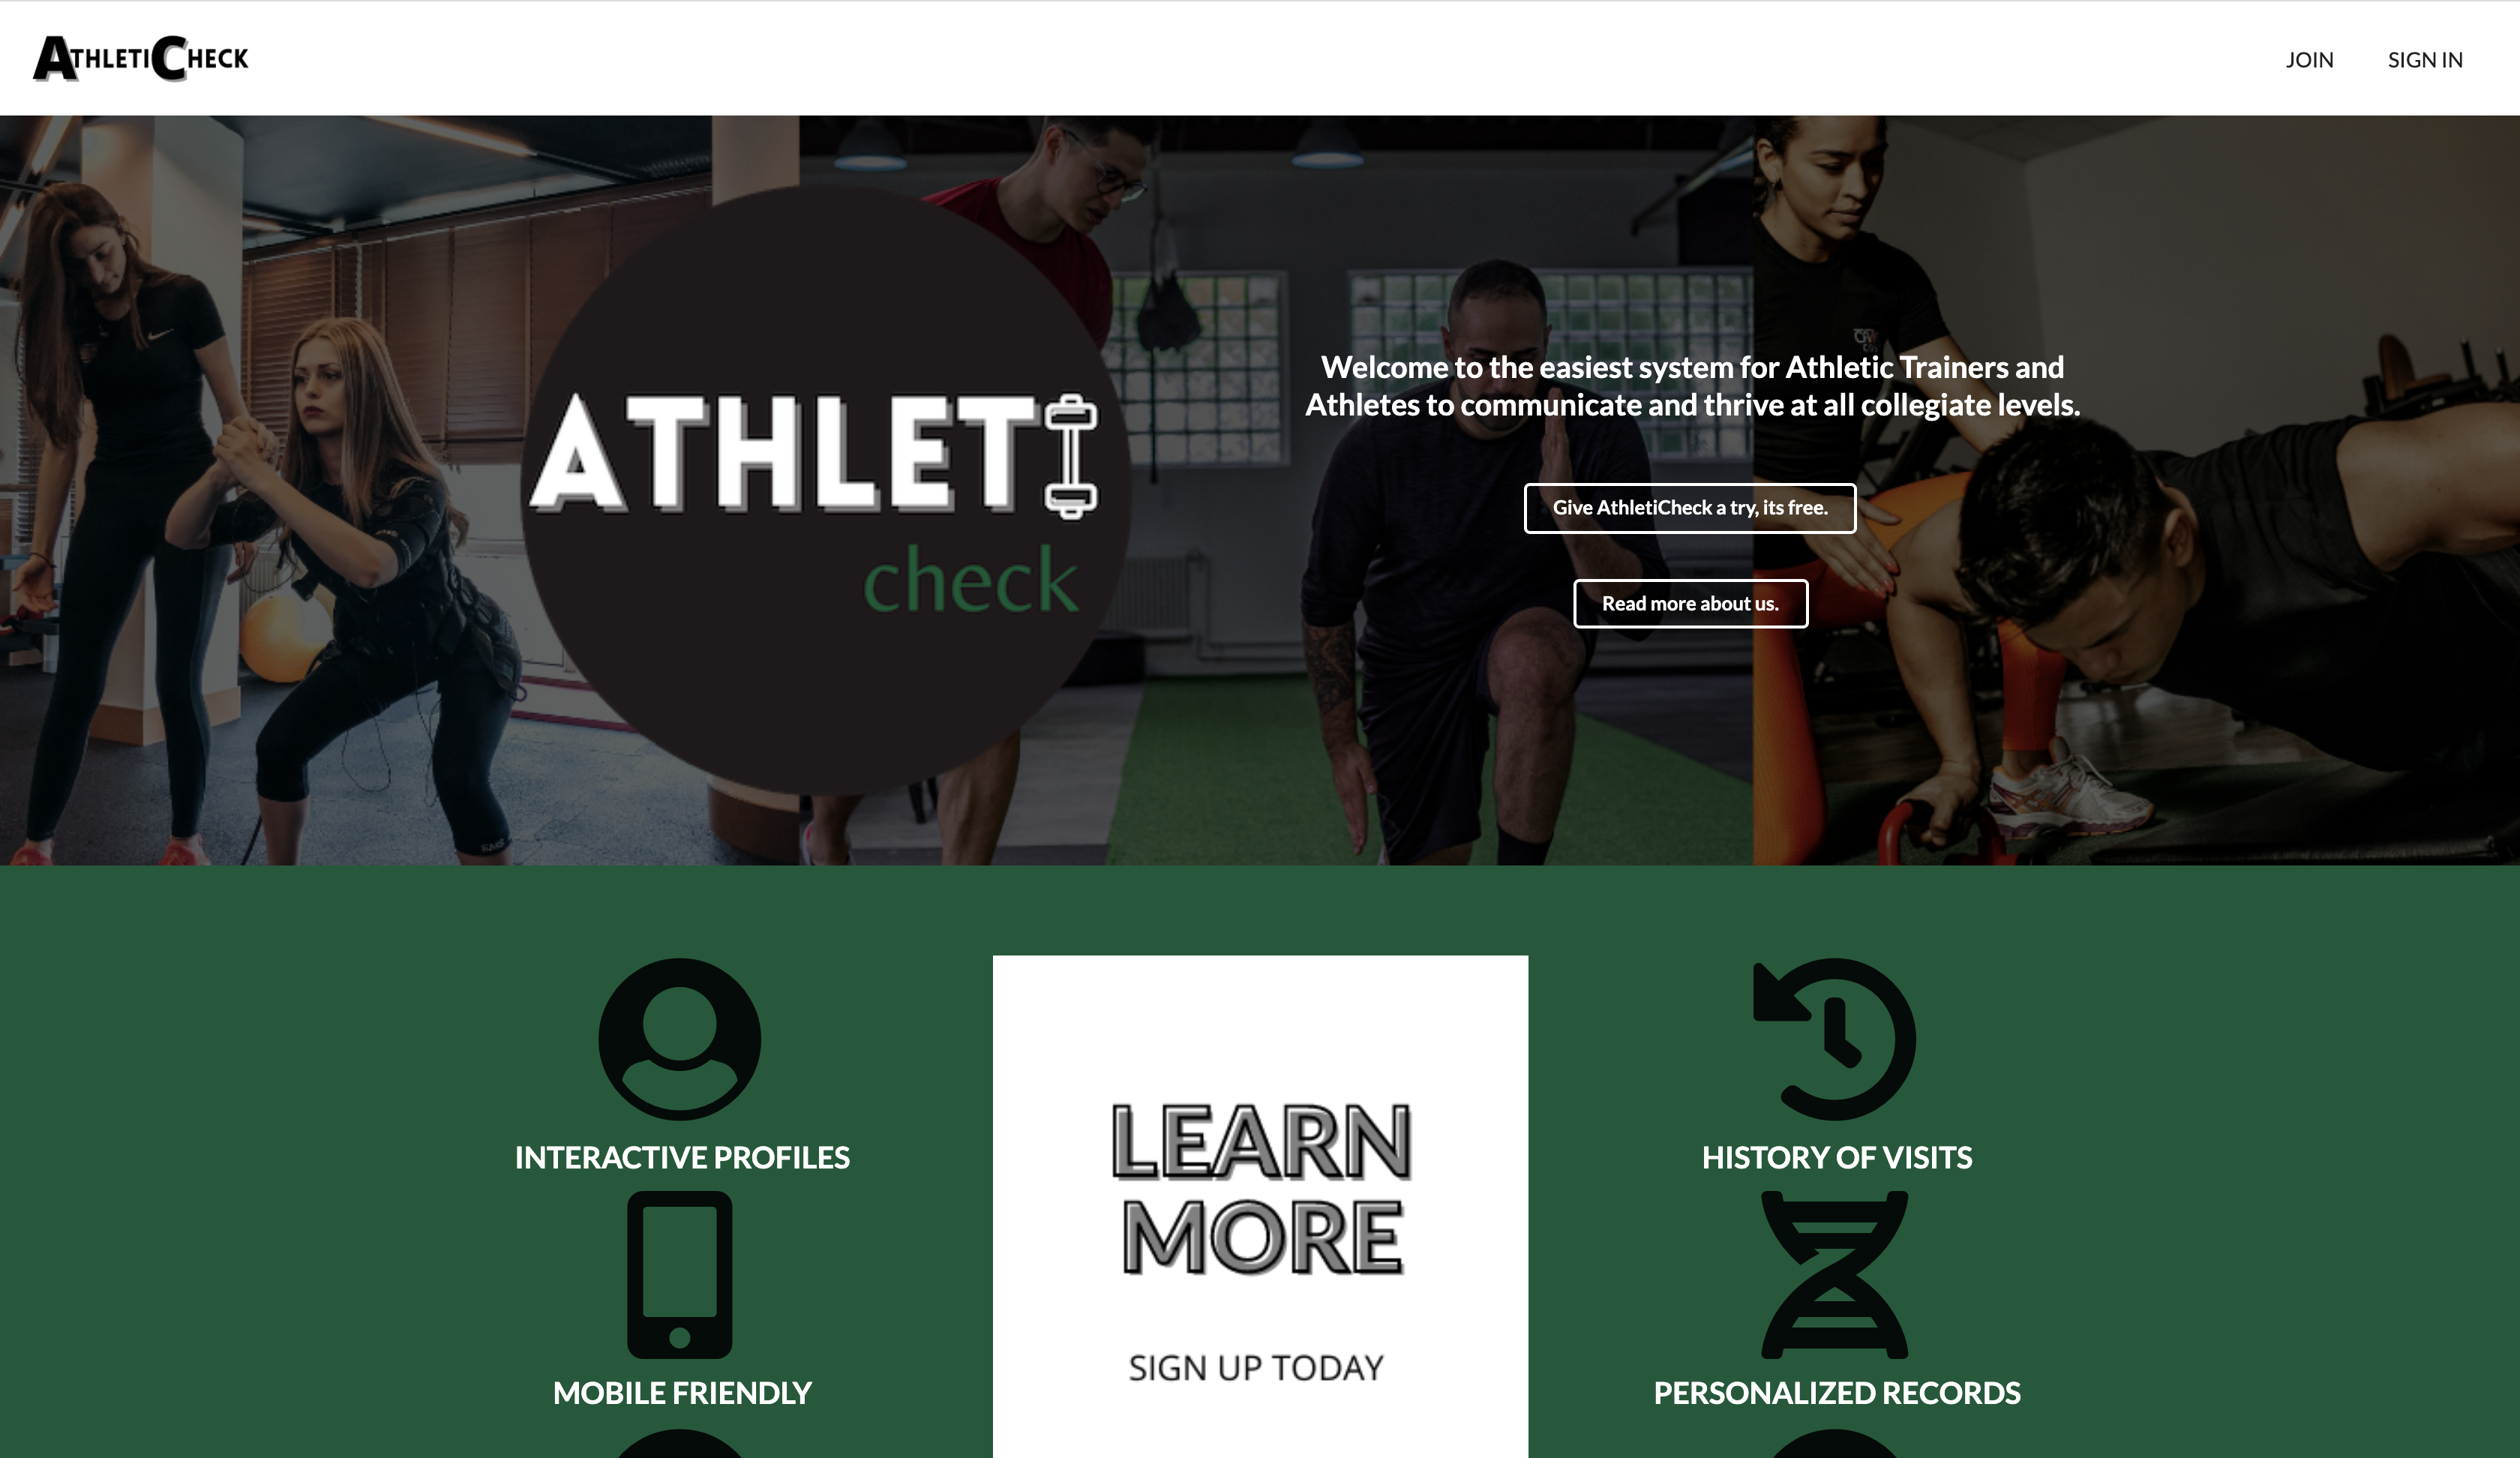 ATHLETICHECK
JOIN
SIGN IN
ATHLETI
check
Welcome to the easiest system for Athletic Trainers and
Athletes to communicate and thrive at all collegiate levels.
Give AthletiCheck a try, its free.
Read more about us.
INTERACTIVE PROFILES
MOBILE FRIENDLY
LEARN
MORE
SIGN UP TODAY
HISTORY OF VISITS
PERSONALIZED RECORDS